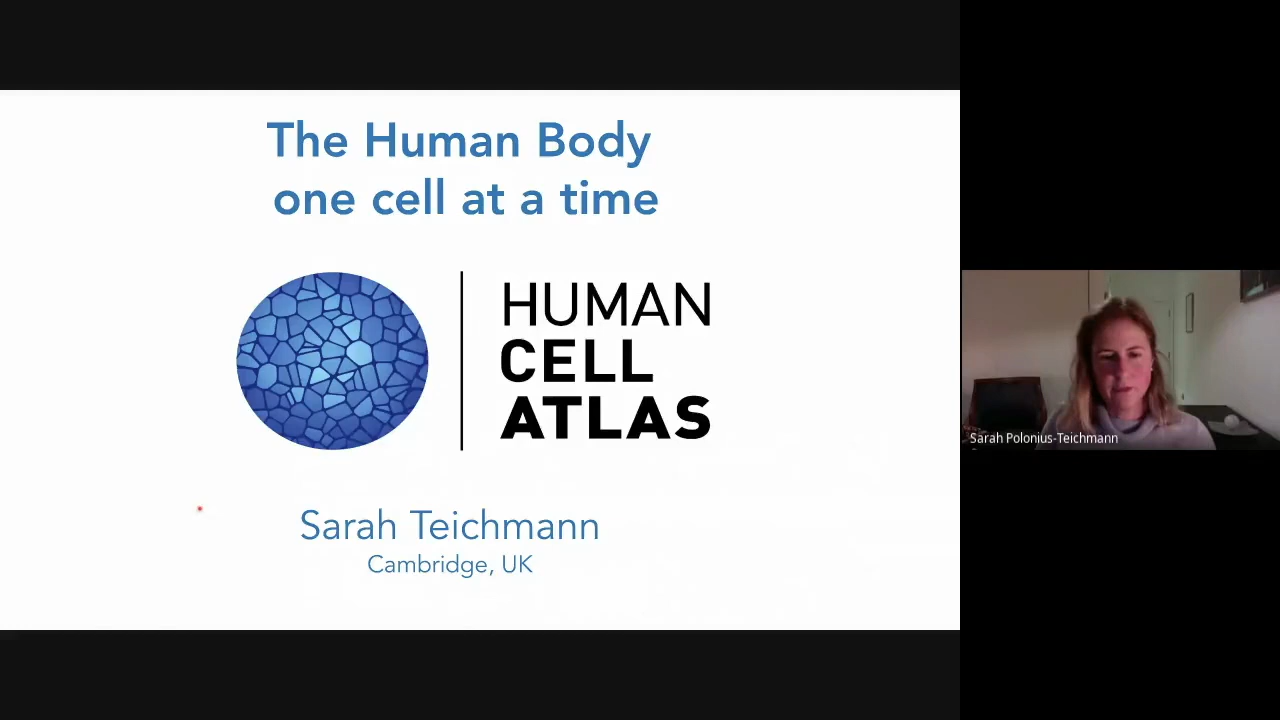 The Human Body
one cell at a time
HUMAN
CELL
ATLAS
Sarah Teichmann
Cambridge, UK
Sarah Polonius-Teichmann